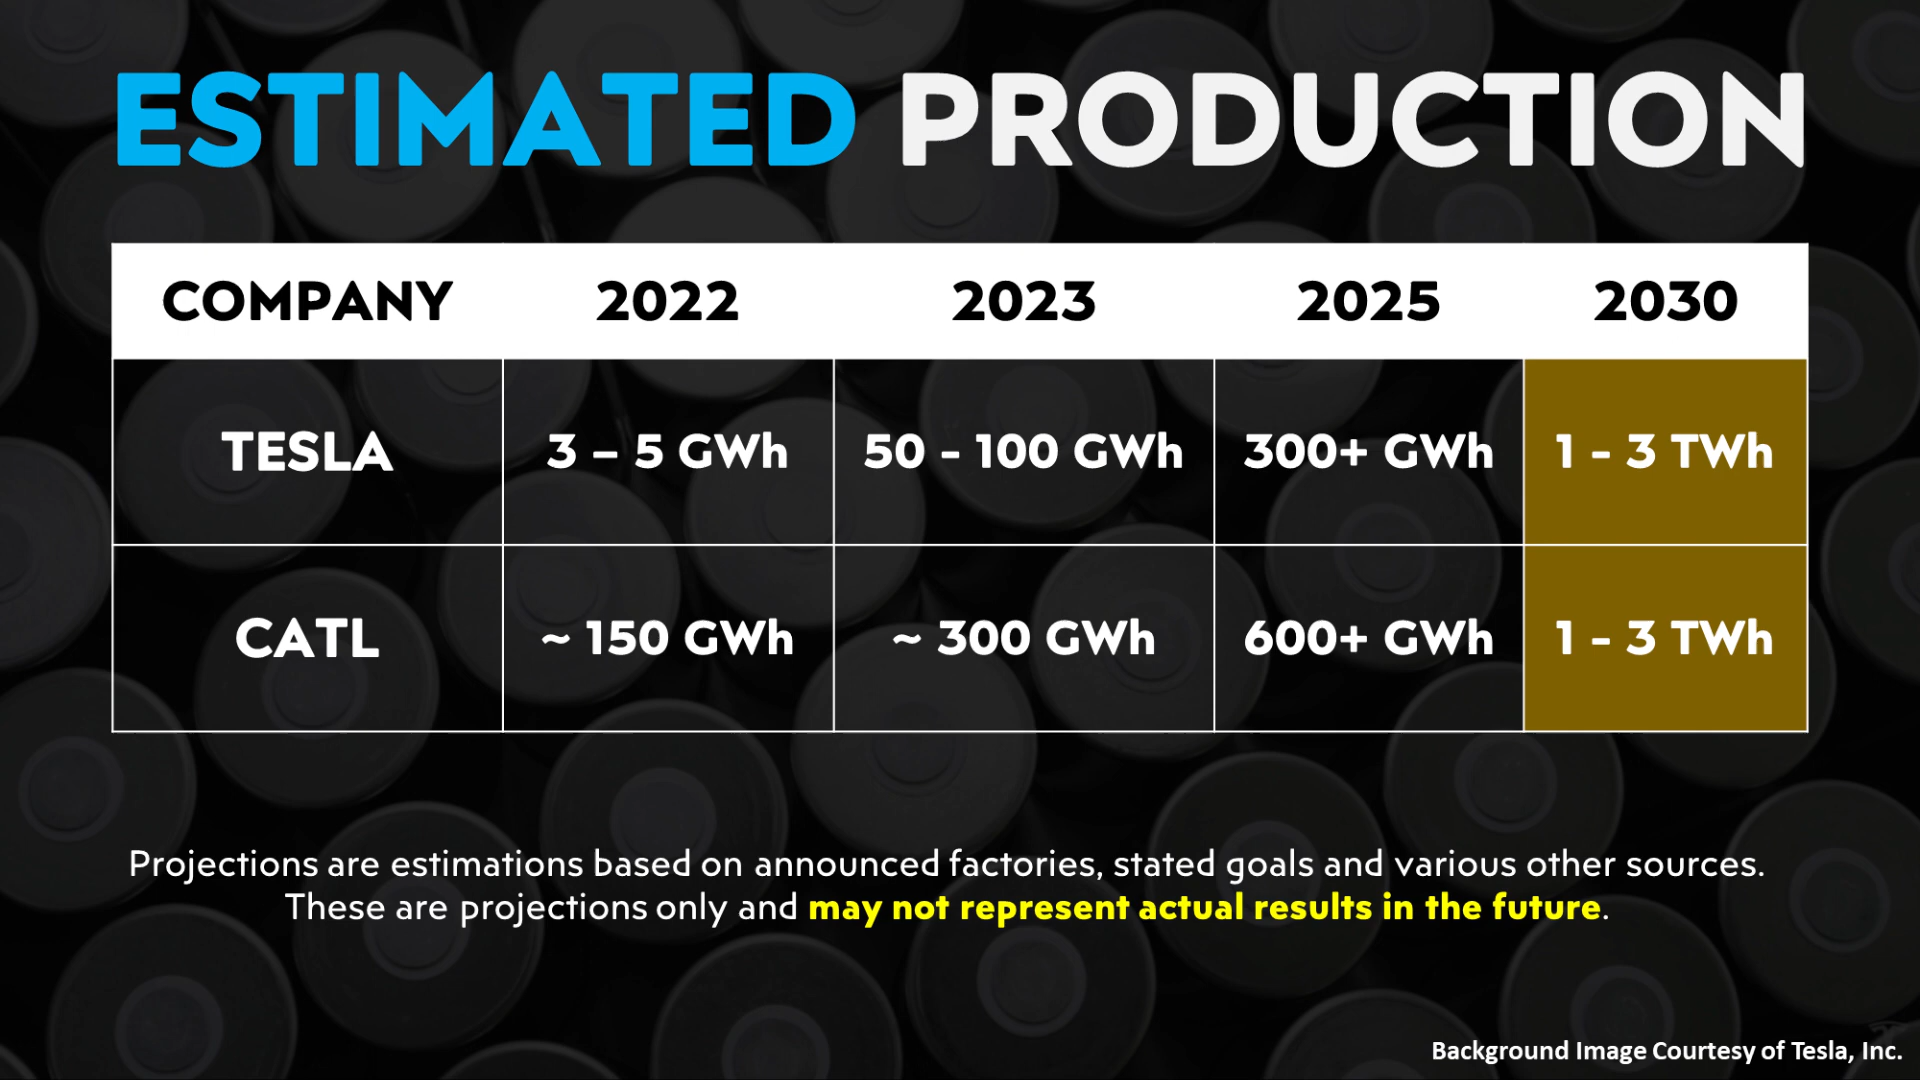 ESTIMATED PRODUCTION
COMPANY 2022 2023 2025 2030
TESLA 3 – 5 GWh 50 - 100 GWh 300+ GWh 1 - 3 TWh
CATL ~ 150 GWh ~ 300 GWh 600+ GWh 1 - 3 TWh
Projections are estimations based on announced factories, stated goals and various other sources.
These are projections only and may not represent actual results in the future.
Background Image Courtesy of Tesla, Inc.